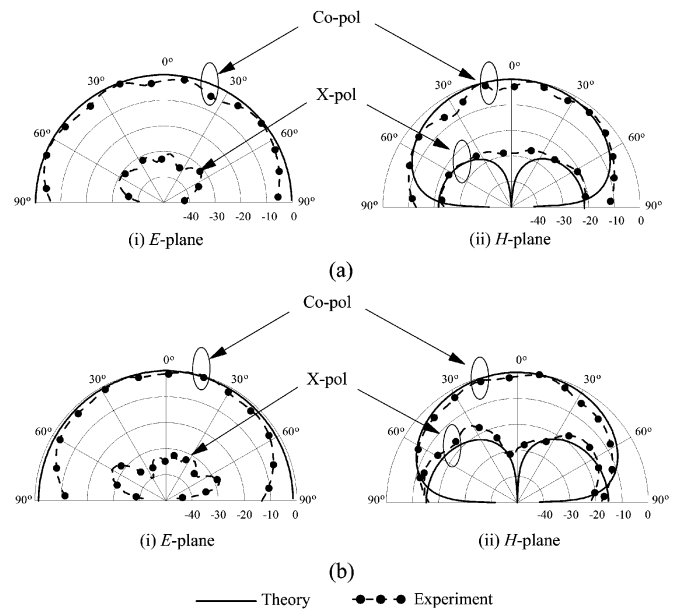 Co-pol
X-pol
0°
30° 30°
60° 60°
90° 90°
-40 -30 -20 -10 0
(i) E-plane
0°
30° 30°
60° 60°
90° 90°
-40 -30 -20 -10 0
(ii) H-plane
(a)
Co-pol
X-pol
0°
30° 30°
60° 60°
90° 90°
-40 -30 -20 -10 0
(i) E-plane
0°
30° 30°
60° 60°
90° 90°
-40 -30 -20 -10 0
(ii) H-plane
(b)
Theory Experiment